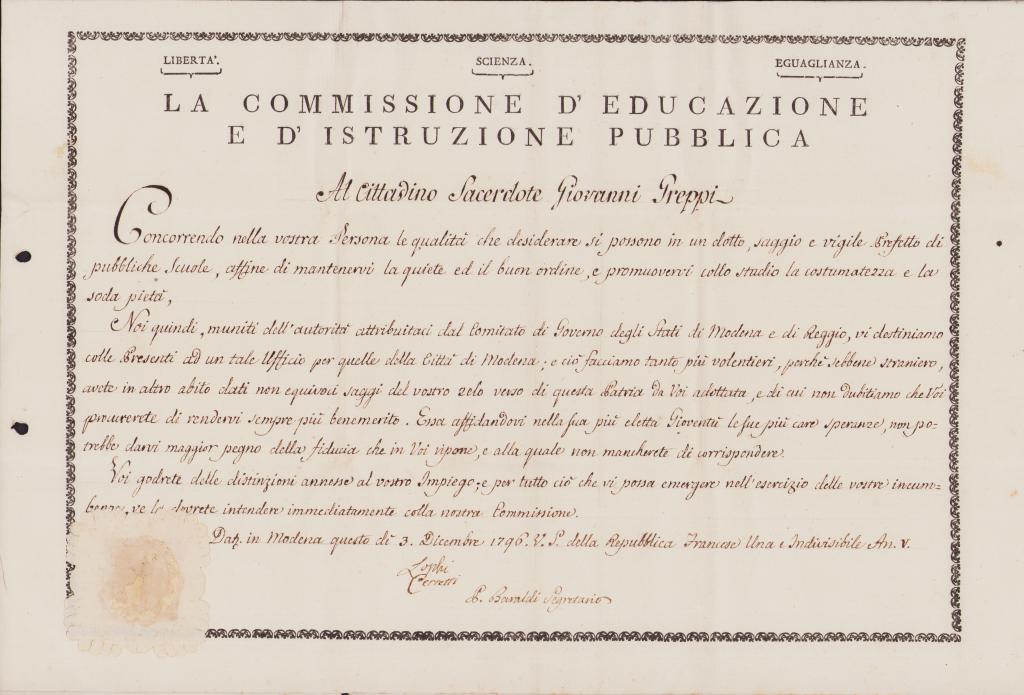 LIBERTA'.
SCIENZA.
EGUAGLIANZA.
LA COMMISSIONE D'EDUCAZIONE
E D'ISTRUZIONE PUBBLICA
Al Cittadino Sacerdote Giovanni Greppi
Concorrendo nella vostra Persona le qualità che desiderare si possono in un dotto, saggio e vigile Prefetto di
pubbliche Scuole, affine di mantenervi la quiete ed il buon ordine, e promuovervi collo studio la costumatezza e la
soda pietà,
Noi quindi, muniti dell'autorità attribuitaci dal Comitato di Governo degli Stati di Modena e di Reggio, vi destiniamo
colle Presenti ad un tale Uffizio per quelle della Città di Modena; e ciò facciamo tanto più volentieri, perchè sebbene straniero,
avete in altro abito dati non equivoci saggi del vostro zelo verso di questa Patria da Voi adottata, e di cui non dubitiamo che Voi
procurerete di rendervi sempre più benemerito. Essa affidandovi nella sua più eletta Gioventù le sue più care speranze, non po-
trebbe darvi maggior pegno della fiducia che in Voi ripone, e alla quale non mancherete di corrispondere.
Voi godrete delle distinzioni annesse al vostro Impiego; e per tutto ciò che vi possa emergere nell'esercizio delle vostre incum-
benze, ve la dovrete intendere immediatamente colla nostra Commissione.
Dat. in Modena questo dì 3. Dicembre 1796. V. S. della Repubblica Francese Una e Indivisibile An. V.
Cerretti
P. Baraldi Segretario